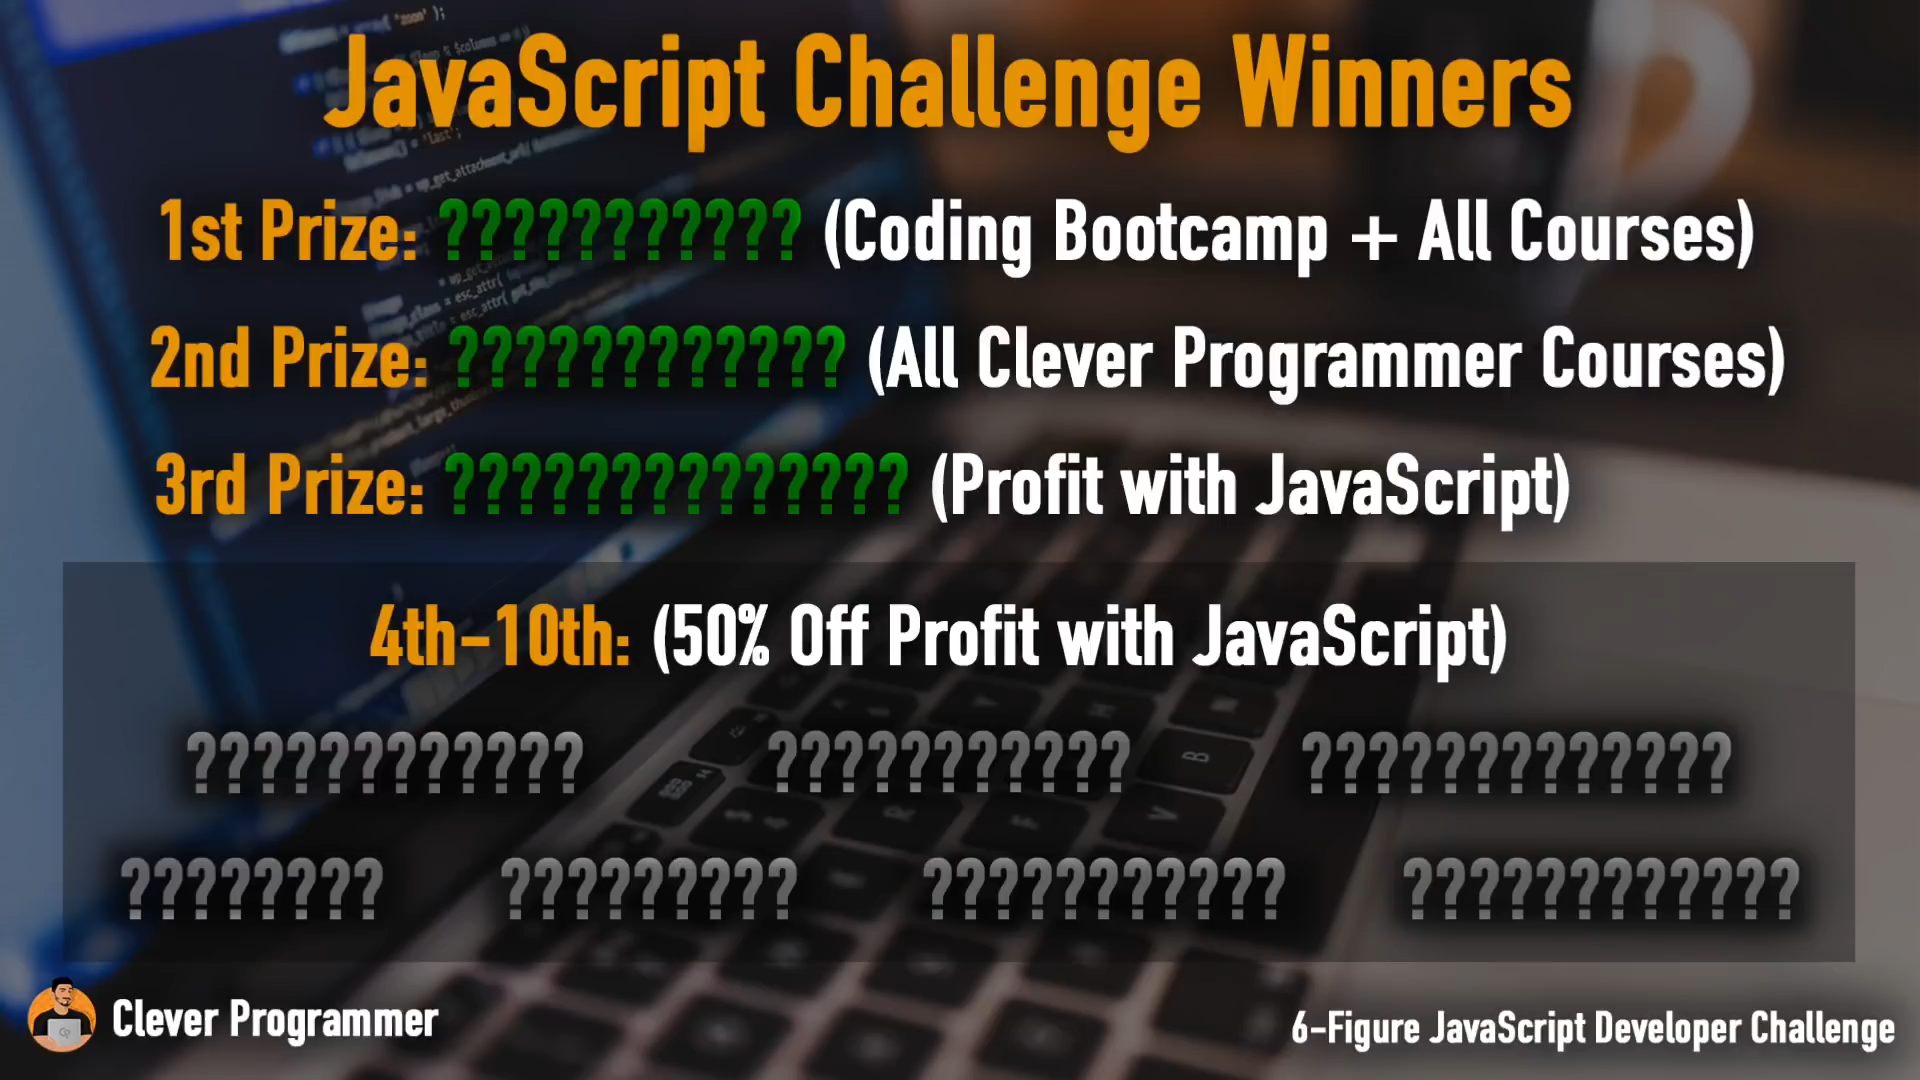 JavaScript Challenge Winners
1st Prize: ??????????? (Coding Bootcamp + All Courses)
2nd Prize: ???????????? (All Clever Programmer Courses)
3rd Prize: ?????????????? (Profit with JavaScript)
4th-10th: (50% Off Profit with JavaScript)
???????????? ??????????? ?????????????
???????? ????????? ??????????? ????????????
Clever Programmer
6-Figure JavaScript Developer Challenge